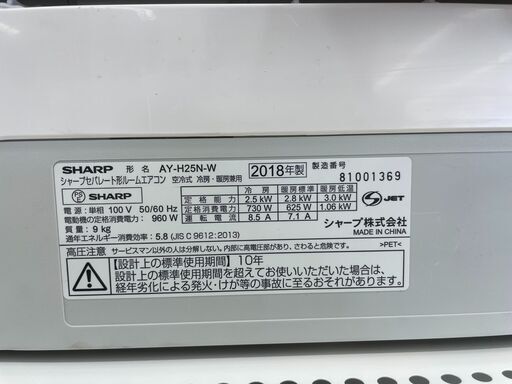 SHARP 形名 AY-H25N-W 2018年製 製造番号
シャープセパレート形ルームエアコン 空冷式 冷房・暖房兼用 81001369
PS E SHARP
冷房 暖房標準 暖房低温
定格能力 2.5 kW 2.8 kW 3.0 kW
電源：単相 100 V 50/60 Hz 定格消費電力 730 W 625 W 1.06 kW
電動機の定格消費電力： 960 W 運転電流 8.5 A 7.1 A
S JET
質量： 9 kg
シャープ株式会社
通年エネルギー消費効率： 5.8 (JIS C 9612:2013)
MADE IN CHINA
高圧注意 サービスマン以外の人は分解しないでください。内部に高電圧部があり、さわると危険です。
>PET<
【設計上の標準使用期間】10年
設計上の標準使用期間を超えてお使いいただいた場合は、
経年劣化による発火・けが等の事故に至るおそれがあります。